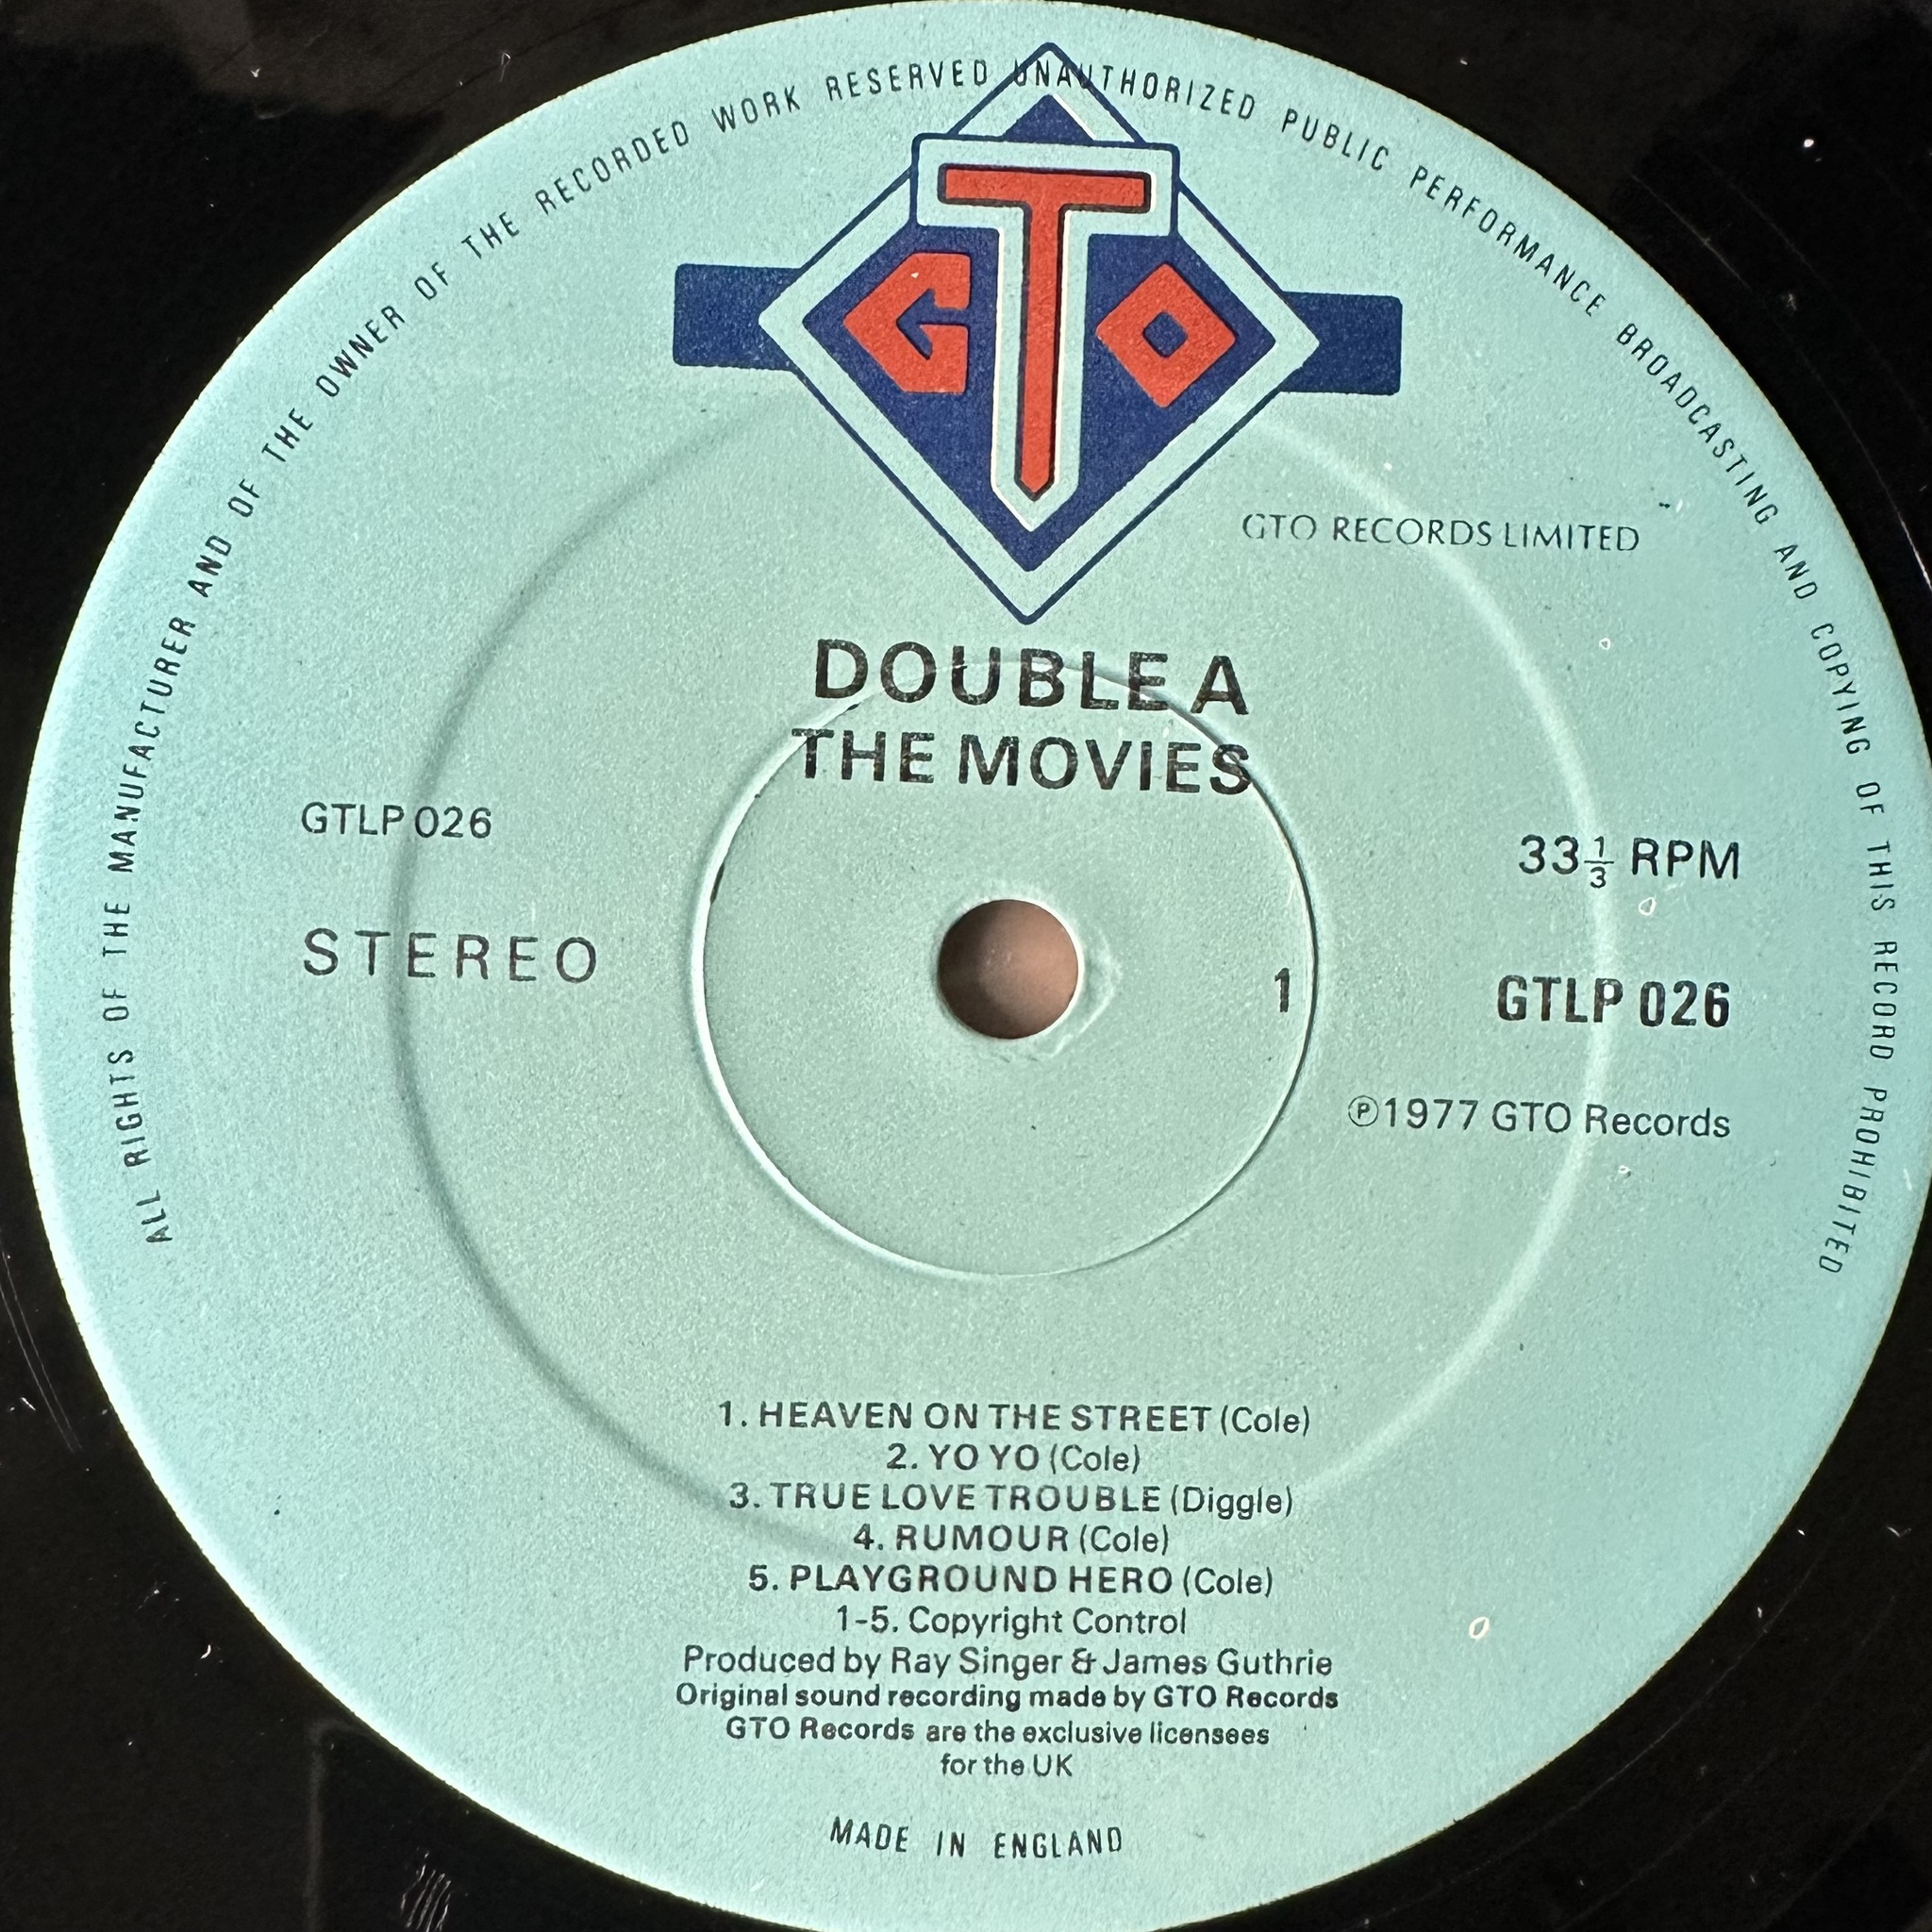 ALL RIGHTS OF THE MANUFACTURER AND OF THE OWNER OF THE RECORDED WORK RESERVED UNAUTHORIZED PUBLIC PERFORMANCE BROADCASTING AND COPYING OF THIS RECORD PROHIBITED
GTO
GTO RECORDS LIMITED
DOUBLE A
THE MOVIES
GTLP 026
33⅓ RPM
STEREO
1
GTLP 026
℗1977 GTO Records
1. HEAVEN ON THE STREET (Cole)
2. YO YO (Cole)
3. TRUE LOVE TROUBLE (Diggle)
4. RUMOUR (Cole)
5. PLAYGROUND HERO (Cole)
1-5. Copyright Control
Produced by Ray Singer & James Guthrie
Original sound recording made by GTO Records
GTO Records are the exclusive licensees
for the UK
MADE IN ENGLAND